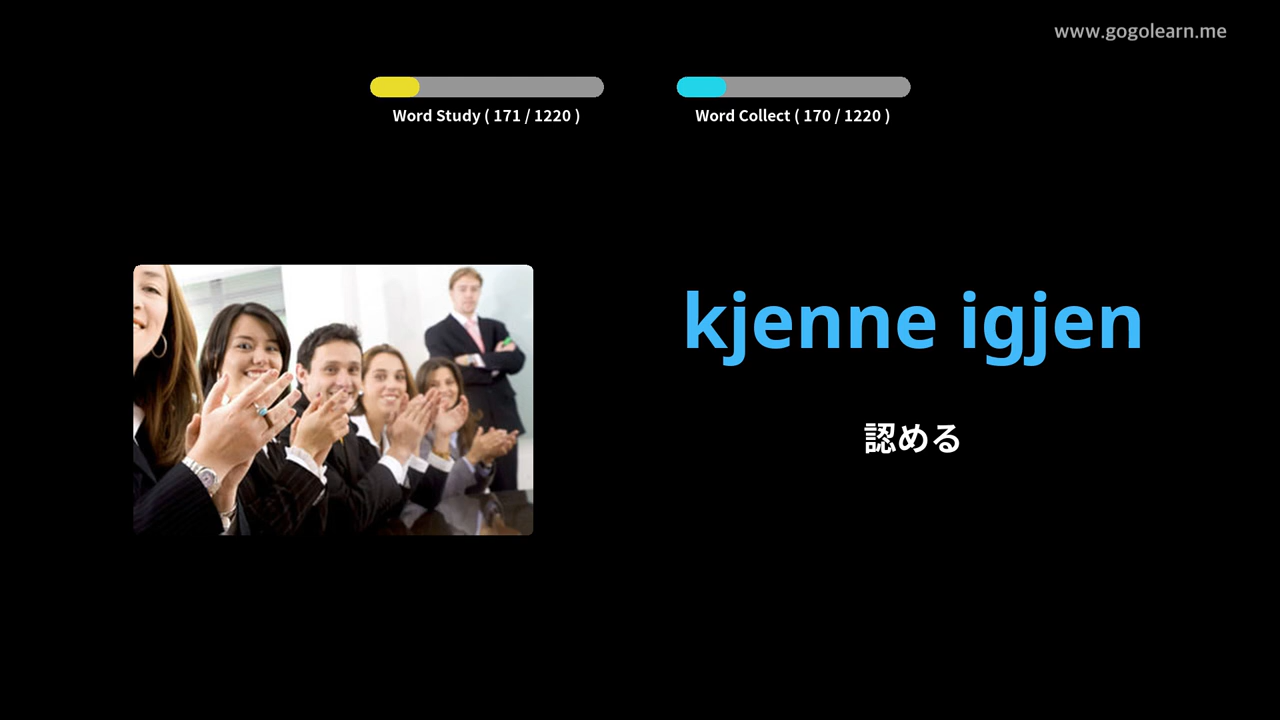 www.gogolearn.me
Word Study ( 171 / 1220 )
Word Collect ( 170 / 1220 )
kjenne igjen
認める